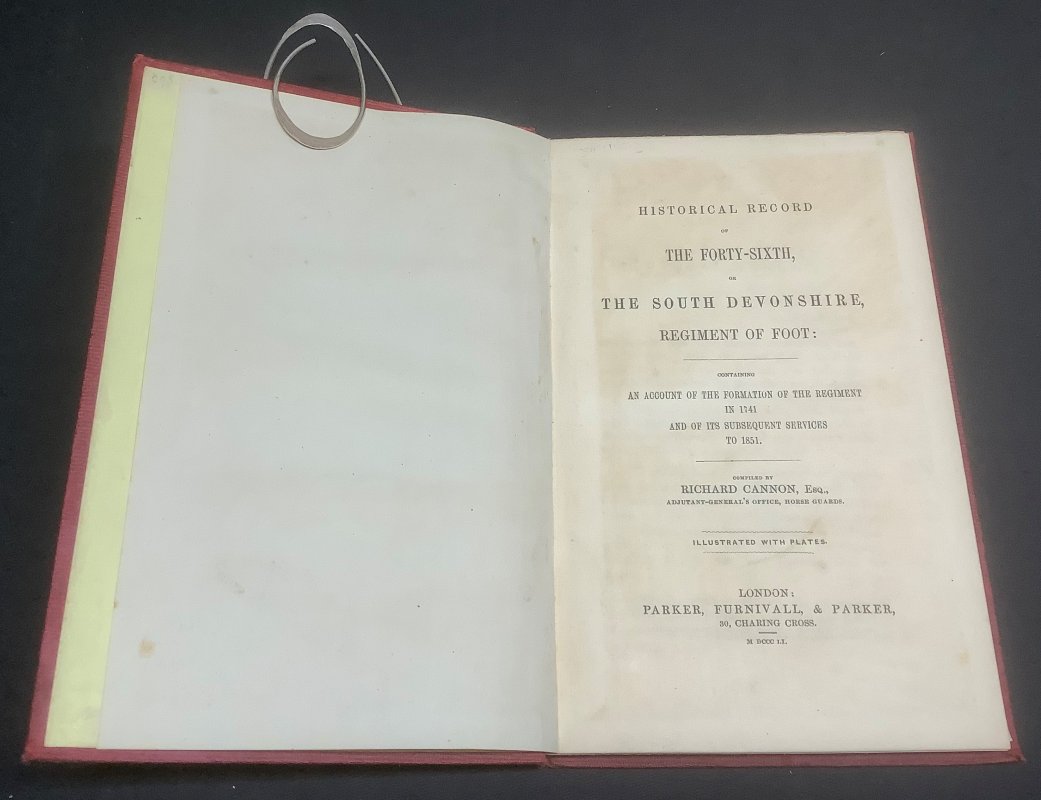 HISTORICAL RECORD
OF
THE FORTY-SIXTH,
OR
THE SOUTH DEVONSHIRE,
REGIMENT OF FOOT:
CONTAINING
AN ACCOUNT OF THE FORMATION OF THE REGIMENT
IN 1741
AND OF ITS SUBSEQUENT SERVICES
TO 1851.
COMPILED BY
RICHARD CANNON, ESQ.,
ADJUTANT-GENERAL'S OFFICE, HORSE GUARDS.
ILLUSTRATED WITH PLATES.
LONDON:
PARKER, FURNIVALL, & PARKER,
30, CHARING CROSS.
M DCCC LI.